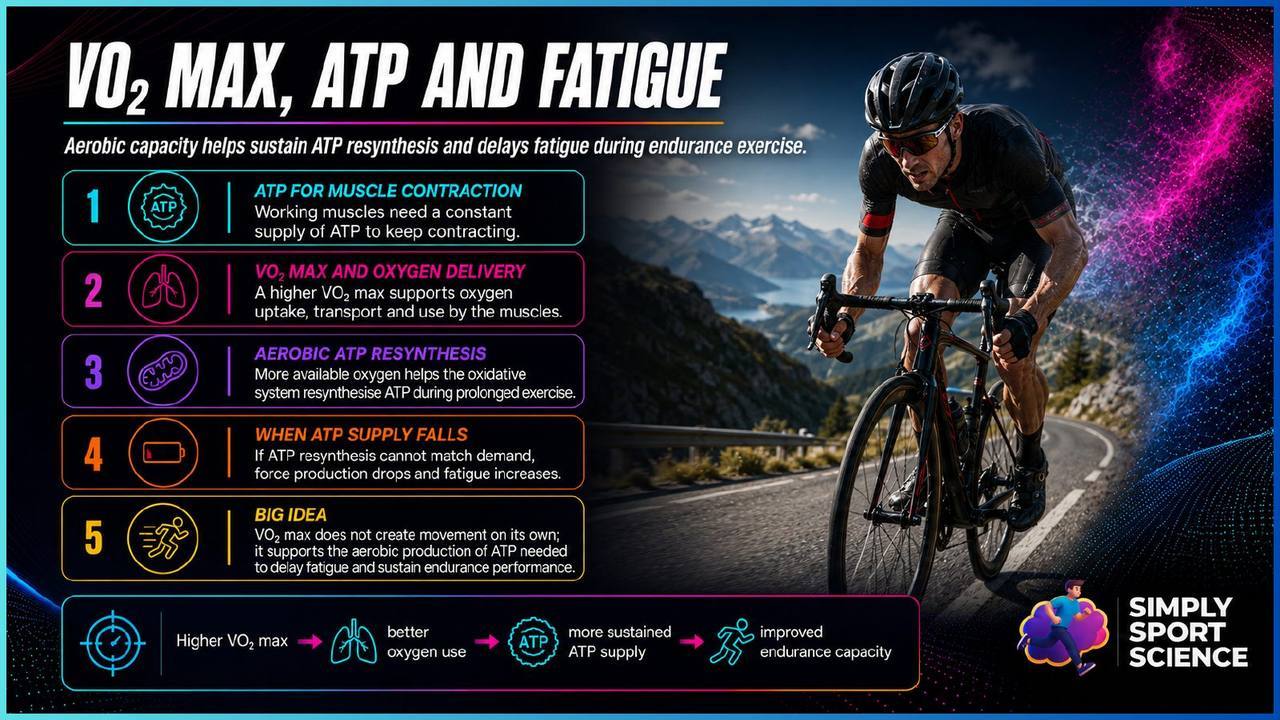 VO₂ MAX, ATP AND FATIGUE
Aerobic capacity helps sustain ATP resynthesis and delays fatigue during endurance exercise.
1
ATP
ATP FOR MUSCLE CONTRACTION
Working muscles need a constant
supply of ATP to keep contracting.
2
VO₂ MAX AND OXYGEN DELIVERY
A higher VO₂ max supports oxygen
uptake, transport and use by the muscles.
3
AEROBIC ATP RESYNTHESIS
More available oxygen helps the oxidative
system resynthesise ATP during prolonged exercise.
4
WHEN ATP SUPPLY FALLS
If ATP resynthesis cannot match demand,
force production drops and fatigue increases.
5
BIG IDEA
VO₂ max does not create movement on its own;
it supports the aerobic production of ATP needed
to delay fatigue and sustain endurance performance.
Higher VO₂ max
better
oxygen use
ATP
more sustained
ATP supply
improved
endurance capacity
SIMPLY
SPORT
SCIENCE